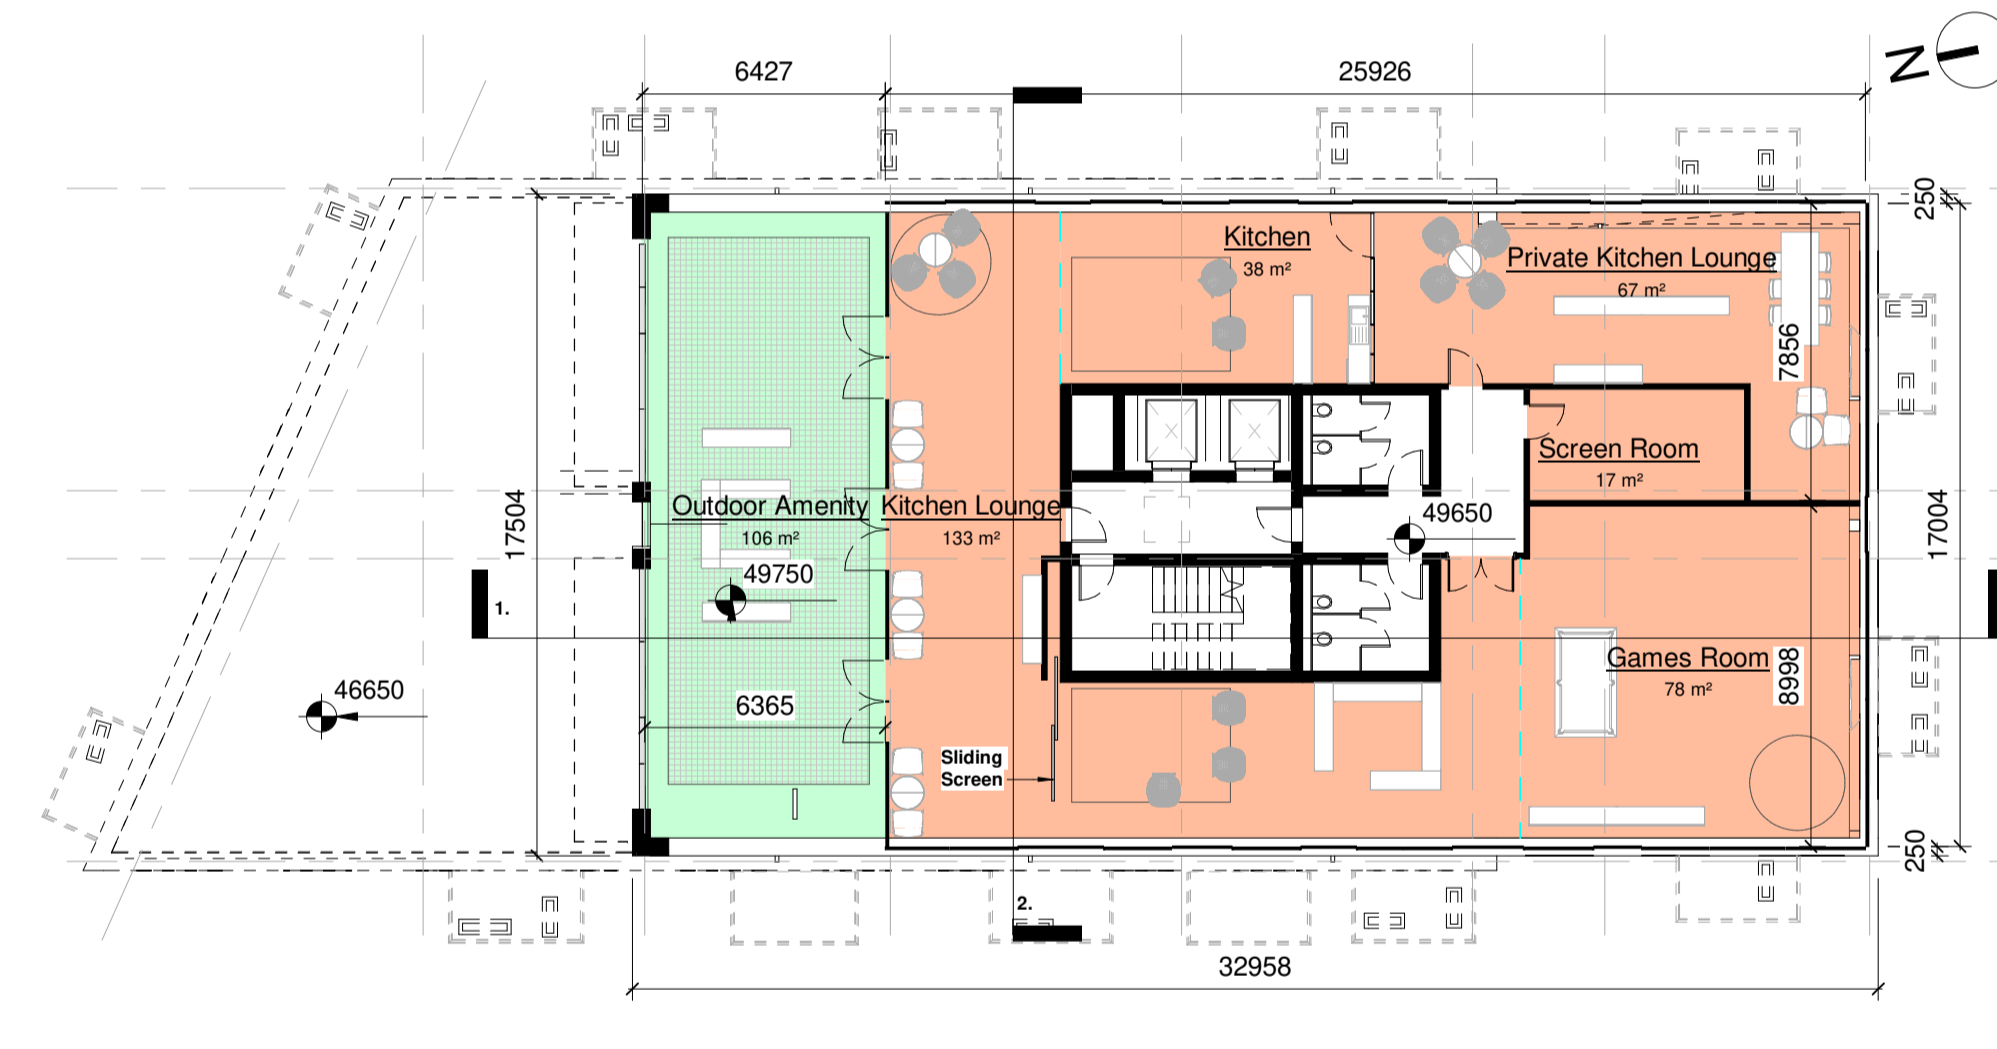 6427
25926
N
250
Kitchen
38 m²
Private Kitchen Lounge
67 m²
7856
Screen Room
17 m²
17504
Outdoor Amenity
106 m²
Kitchen Lounge
133 m²
49650
17004
49750
1.
46650
6365
Games Room
78 m²
8998
Sliding
Screen
250
2.
32958